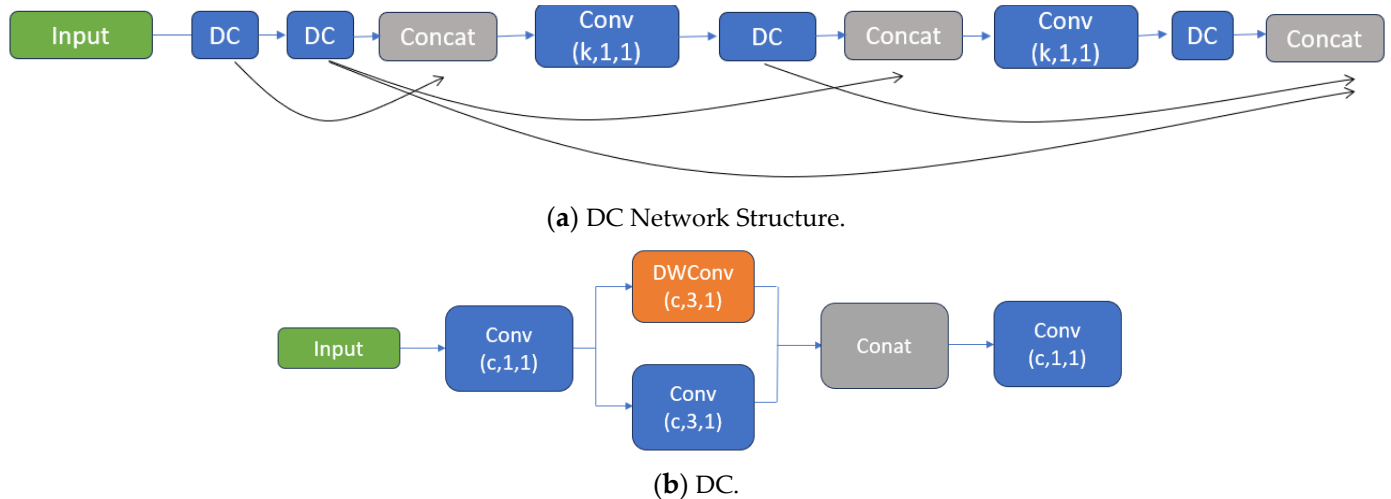 Input
DC
DC
Concat
Conv
(k,1,1)
DC
Concat
Conv
(k,1,1)
DC
Concat
(a) DC Network Structure.
Input
Conv
(c,1,1)
DWConv
(c,3,1)
Conv
(c,3,1)
Conat
Conv
(c,1,1)
(b) DC.